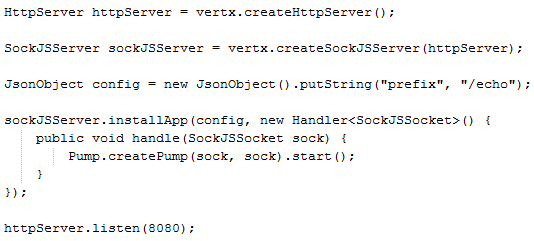 HttpServer httpServer = vertx.createHttpServer();
SockJSServer sockJSServer = vertx.createSockJSServer(httpServer);
JsonObject config = new JsonObject().putString("prefix", "/echo");
sockJSServer.installApp(config, new Handler<SockJSSocket>() {
    public void handle(SockJSSocket sock) {
        Pump.createPump(sock, sock).start();
    }
});
httpServer.listen(8080);